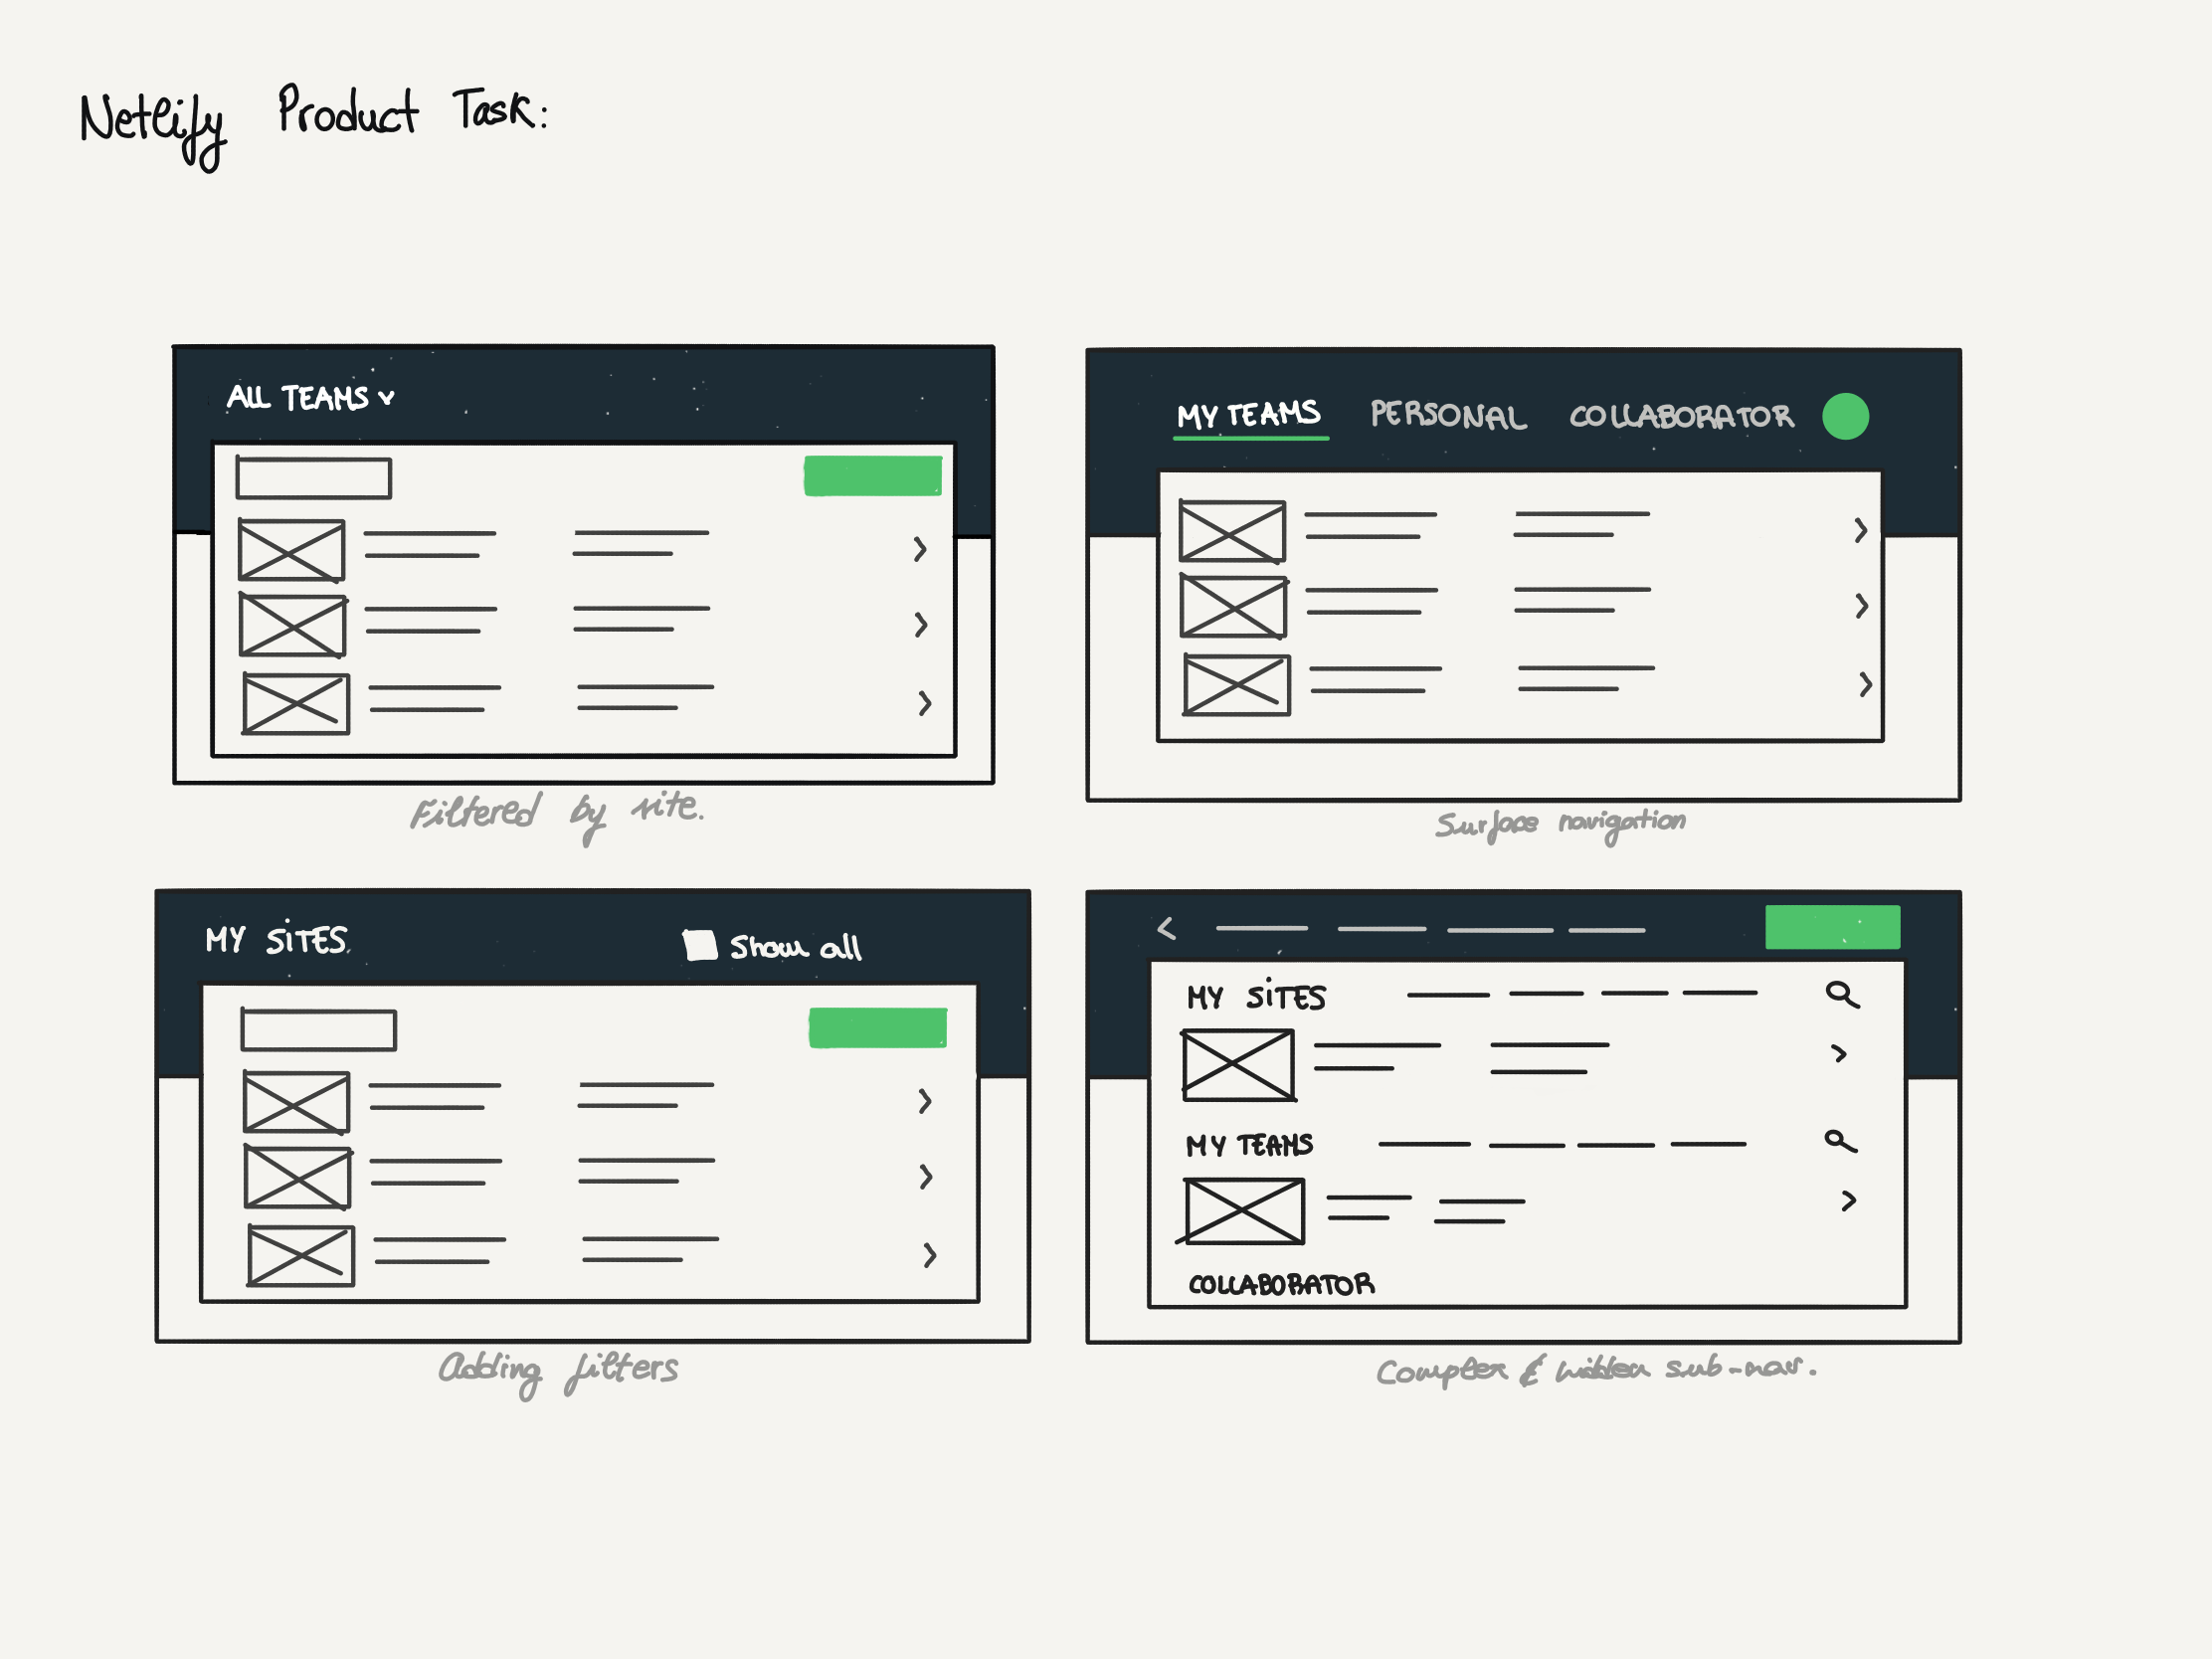 Netlify Product Task:
ALL TEAMS
Filtered by site.
MY TEAMS PERSONAL COLLABORATOR
Surface navigation
MY SiTES
Show all
Adding filters
MY SiTES
MY TEAMS
COLLABORATOR
Complex & hidden sub-nav.